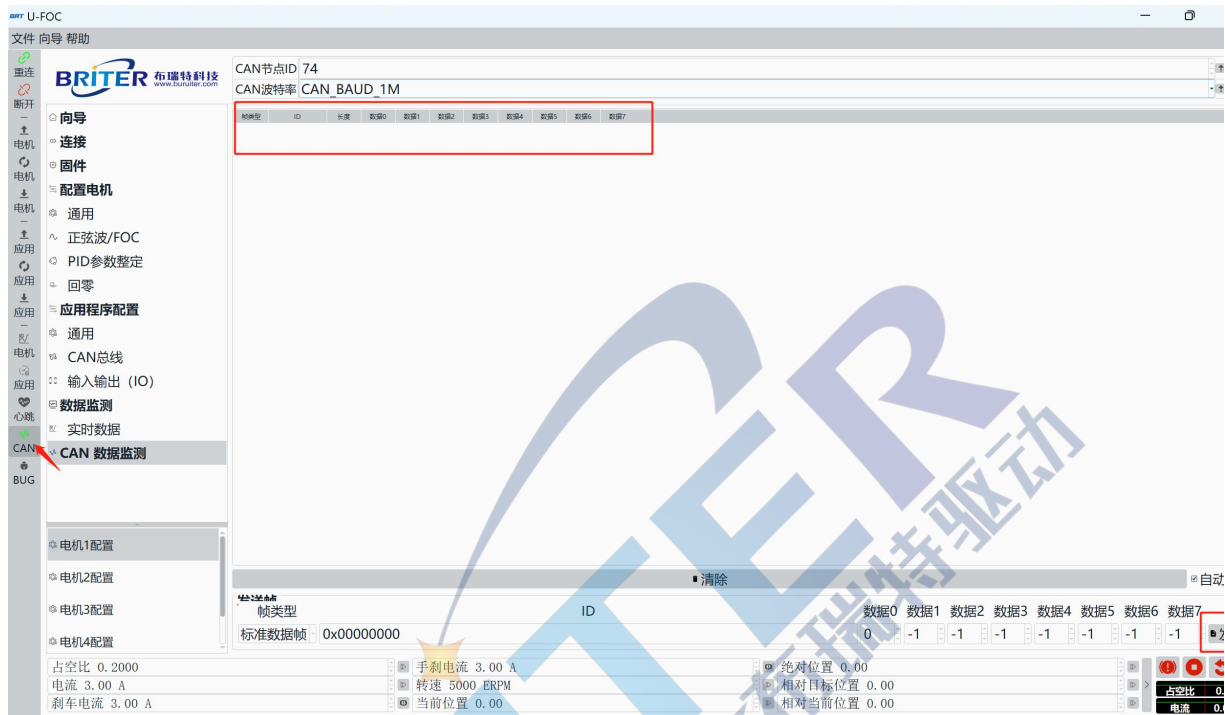 BRT U-FOC
文件 向导 帮助
重连
断开
电机
电机
电机
应用
应用
应用
电机
应用
心跳
CAN
BUG
BRITER 布瑞特科技
www.buruiter.com
向导
连接
固件
配置电机
通用
正弦波/FOC
PID参数整定
回零
应用程序配置
通用
CAN总线
输入输出（IO）
数据监测
实时数据
CAN 数据监测
电机1配置
电机2配置
电机3配置
电机4配置
CAN节点ID 74
CAN波特率 CAN_BAUD_1M
帧类型 ID 长度 数据0 数据1 数据2 数据3 数据4 数据5 数据6 数据7
清除 自动
发送帧
帧类型 ID 数据0 数据1 数据2 数据3 数据4 数据5 数据6 数据7
标准数据帧 0x00000000 0 -1 -1 -1 -1 -1 -1 -1
占空比 0.2000 手刹电流 3.00 A 绝对位置 0.00
电流 3.00 A 转速 5000 ERPM 相对目标位置 0.00
刹车电流 3.00 A 当前位置 0.00 相对当前位置 0.00
占空比 0.
电流 0.
布瑞特驱动